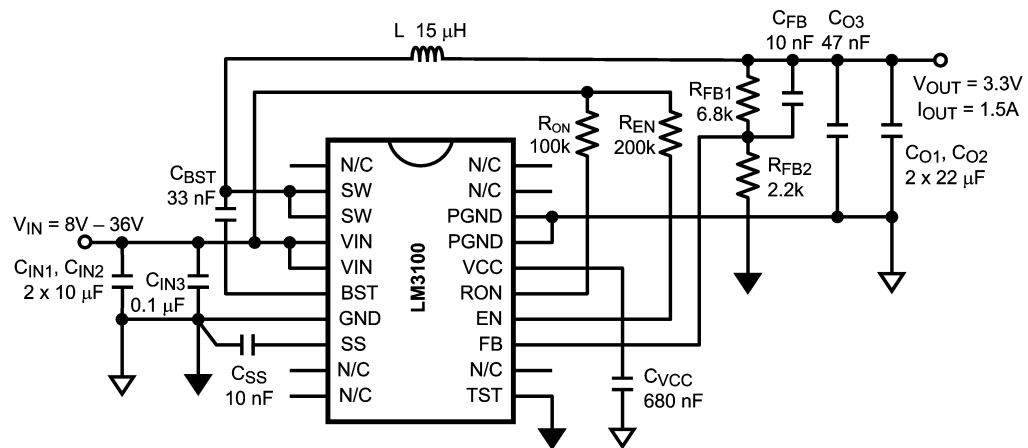 L 15 μH
CFB
10 nF
CO3
47 nF
VOUT = 3.3V
IOUT = 1.5A
RFB1
6.8k
RON
100k
REN
200k
RFB2
2.2k
CO1, CO2
2 x 22 μF
CBST
33 nF
VIN = 8V – 36V
CIN1, CIN2
2 x 10 μF
CIN3
0.1 μF
CSS
10 nF
LM3100
N/C
SW
SW
VIN
VIN
BST
GND
SS
N/C
N/C
N/C
N/C
PGND
PGND
VCC
RON
EN
FB
N/C
TST
CVCC
680 nF